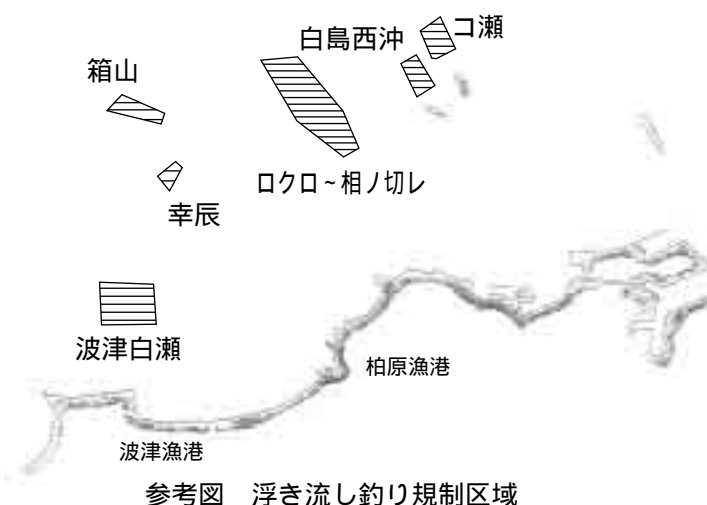 コ瀬
白島西沖
箱山
ロクロ~相ノ切レ
幸辰
波津白瀬
柏原漁港
波津漁港
参考図 浮き流し釣り規制区域